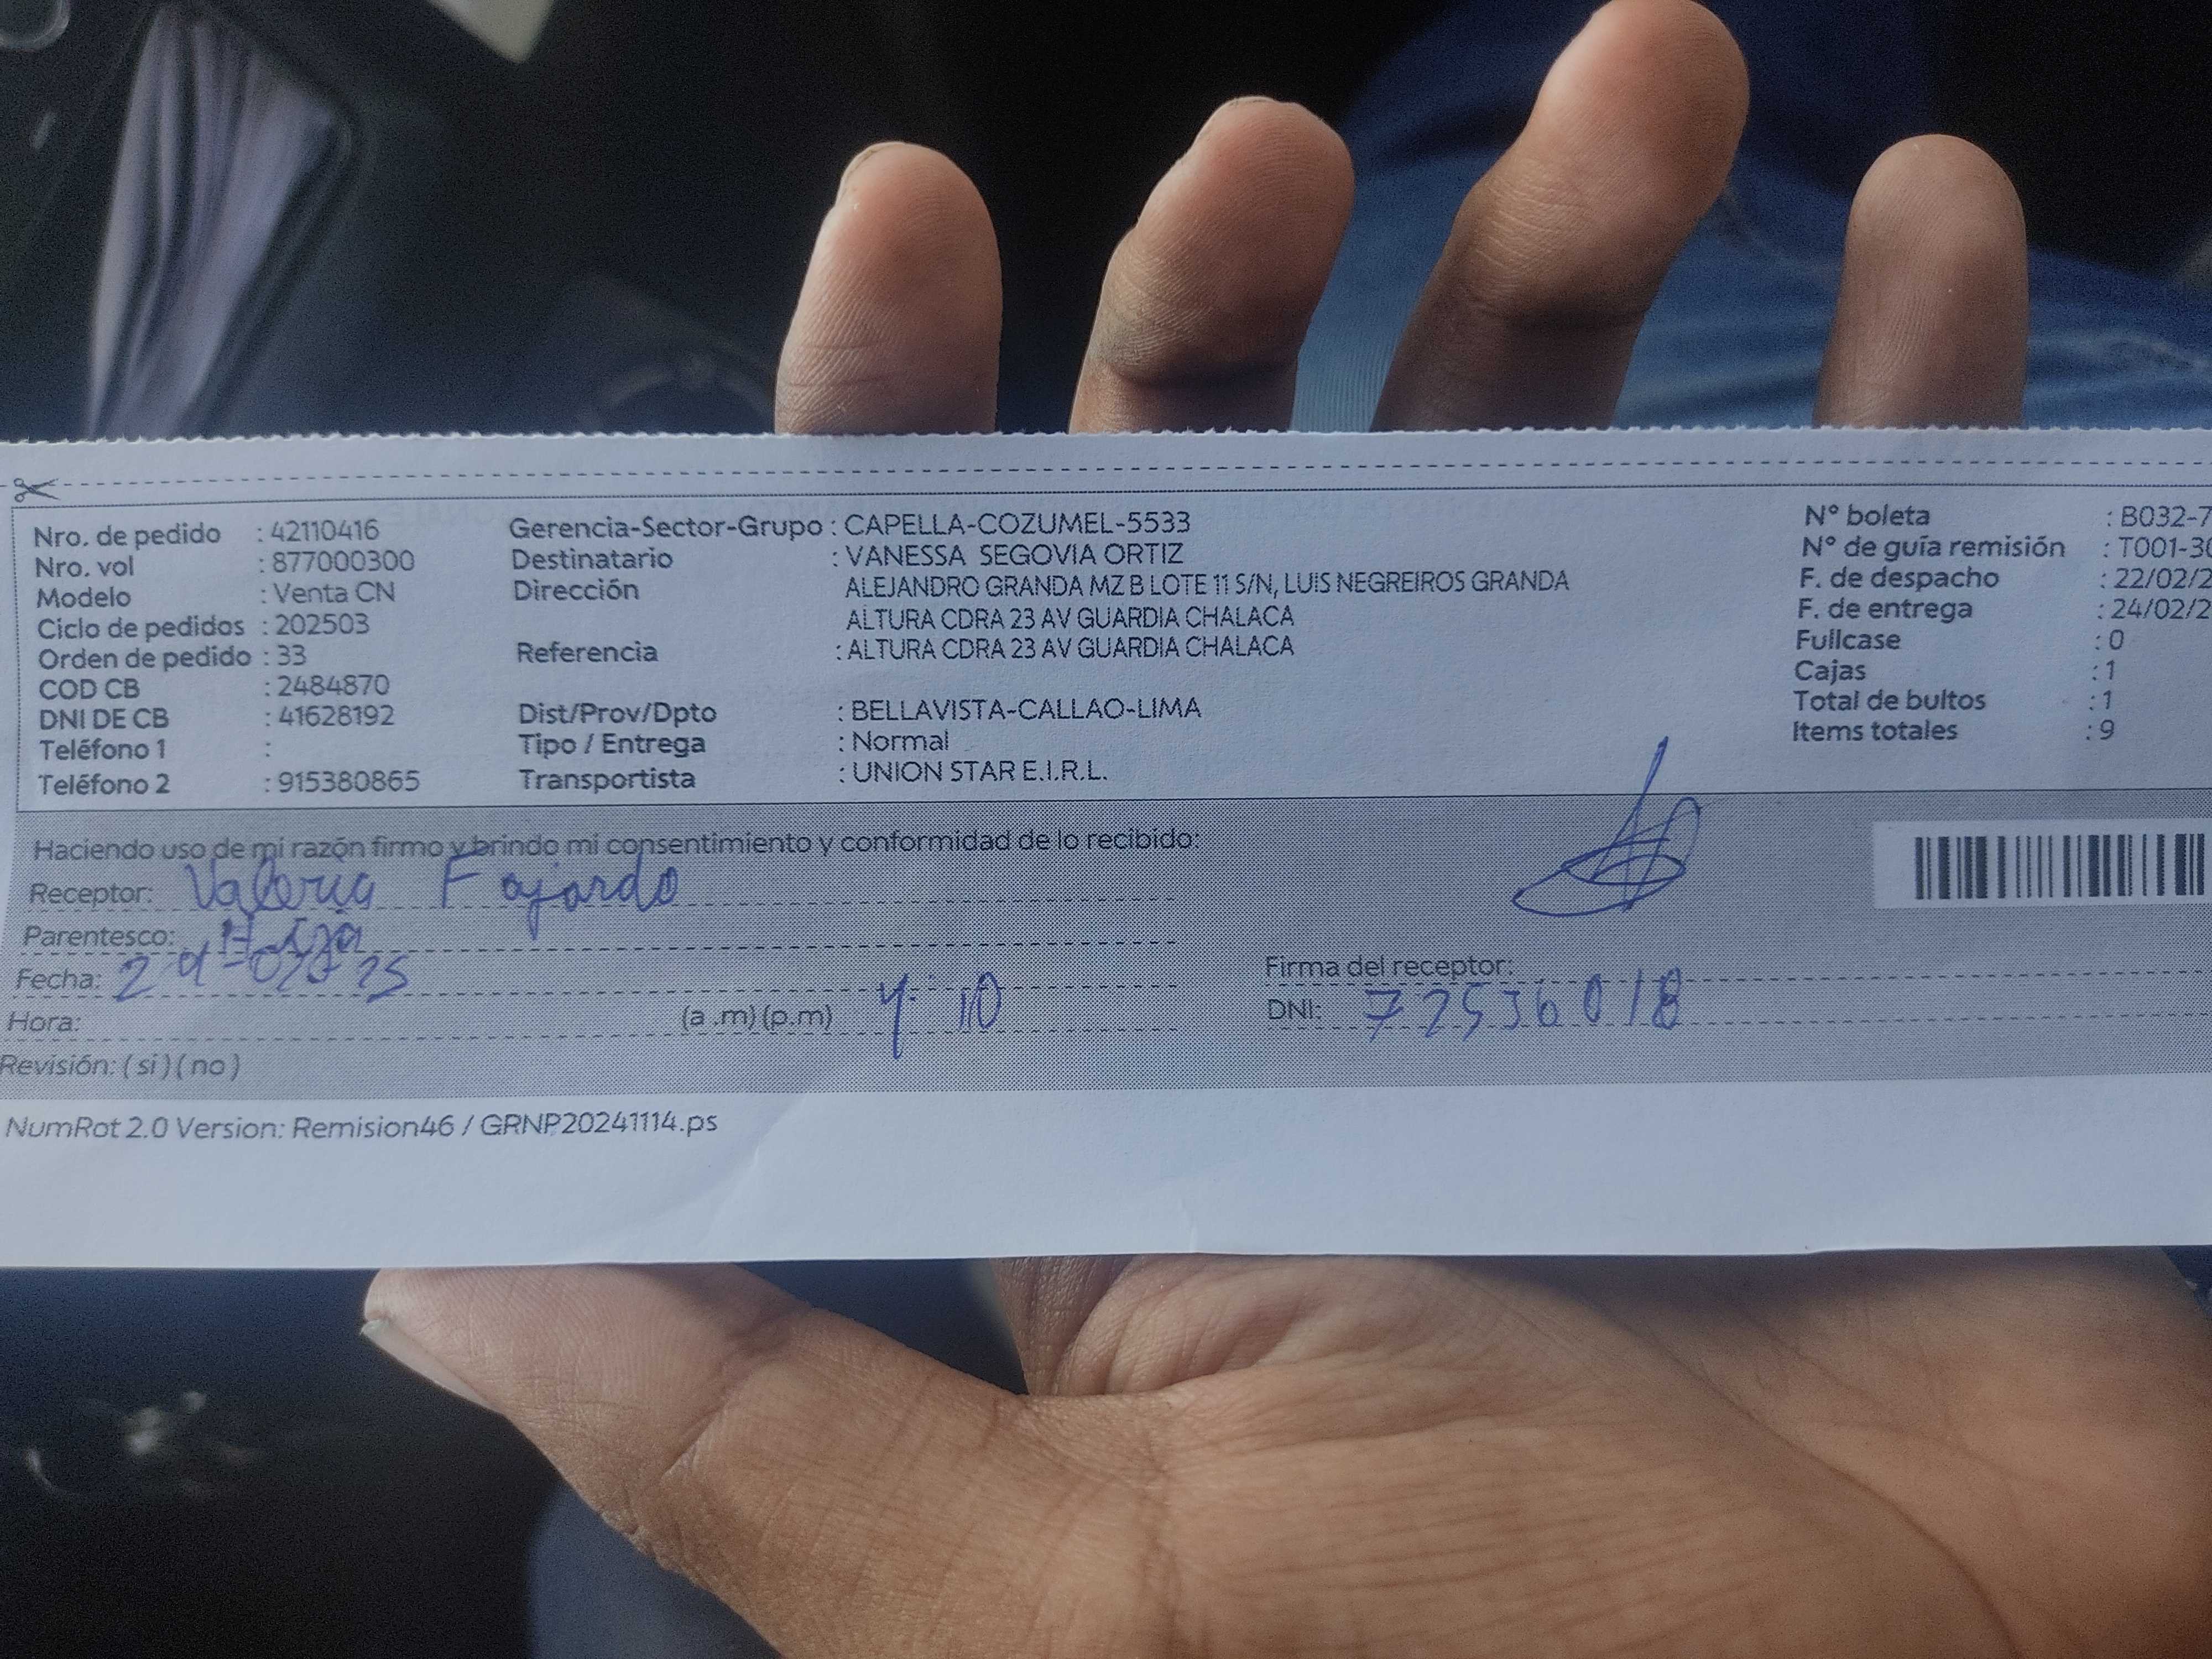 Nro. de pedido : 42110416 Gerencia-Sector-Grupo : CAPELLA-COZUMEL-5533 N° boleta : B032-7
Nro. vol : 877000300 Destinatario : VANESSA SEGOVIA ORTIZ N° de guía remisión : T001-30
Modelo : Venta CN Dirección ALEJANDRO GRANDA MZ B LOTE 11 S/N, LUIS NEGREIROS GRANDA F. de despacho : 22/02/2
Ciclo de pedidos : 202503 ALTURA CDRA 23 AV GUARDIA CHALACA F. de entrega : 24/02/2
Orden de pedido : 33 Referencia : ALTURA CDRA 23 AV GUARDIA CHALACA Fullcase : 0
COD CB : 2484870 Cajas : 1
DNI DE CB : 41628192 Dist/Prov/Dpto : BELLAVISTA-CALLAO-LIMA Total de bultos : 1
Teléfono 1 : Tipo / Entrega : Normal Items totales : 9
Teléfono 2 : 915380865 Transportista : UNION STAR E.I.R.L.
Haciendo uso de mi razón firmo y brindo mi consentimiento y conformidad de lo recibido:
Receptor: Valeria Fajardo
Parentesco: Hija
Fecha: Firma del receptor:
Hora: (a .m) (p.m) 4:10 DNI: 72536018
Revisión: ( si ) ( no )
NumRot 2.0 Version: Remision46 / GRNP20241114.ps